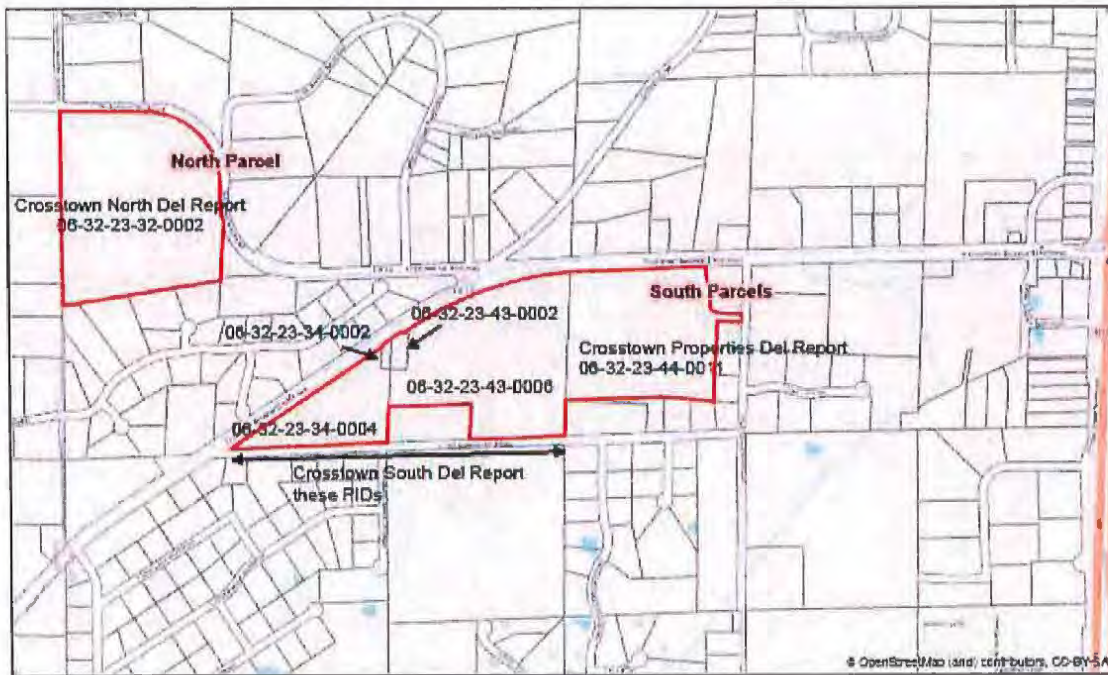 North Parcel
Crosstown North Del Report
06-32-23-32-0002
South Parcels
06-32-23-43-0002
06-32-23-34-0002
Crosstown Properties Del Report
06-32-23-44-0011
06-32-23-43-0006
06-32-23-34-0004
Crosstown South Del Report
these PIDs
© OpenStreetMap (and) contributors, CC-BY-SA